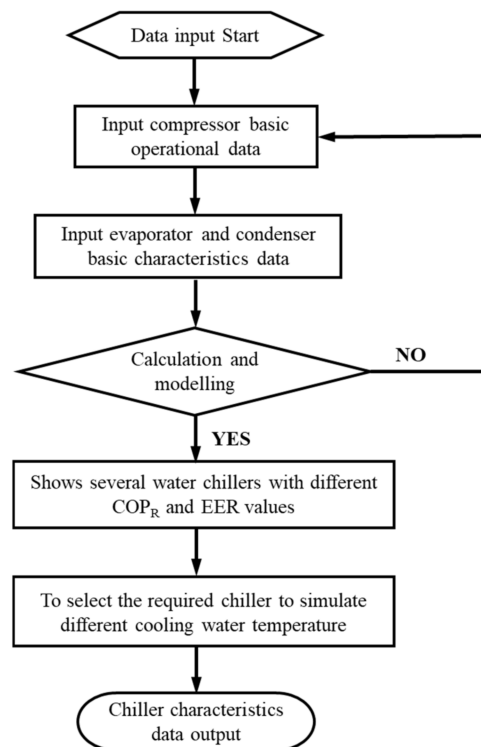 Data input Start
Input compressor basic
operational data
Input evaporator and condenser
basic characteristics data
Calculation and
modelling
NO
YES
Shows several water chillers with different
COP_R and EER values
To select the required chiller to simulate
different cooling water temperature
Chiller characteristics
data output